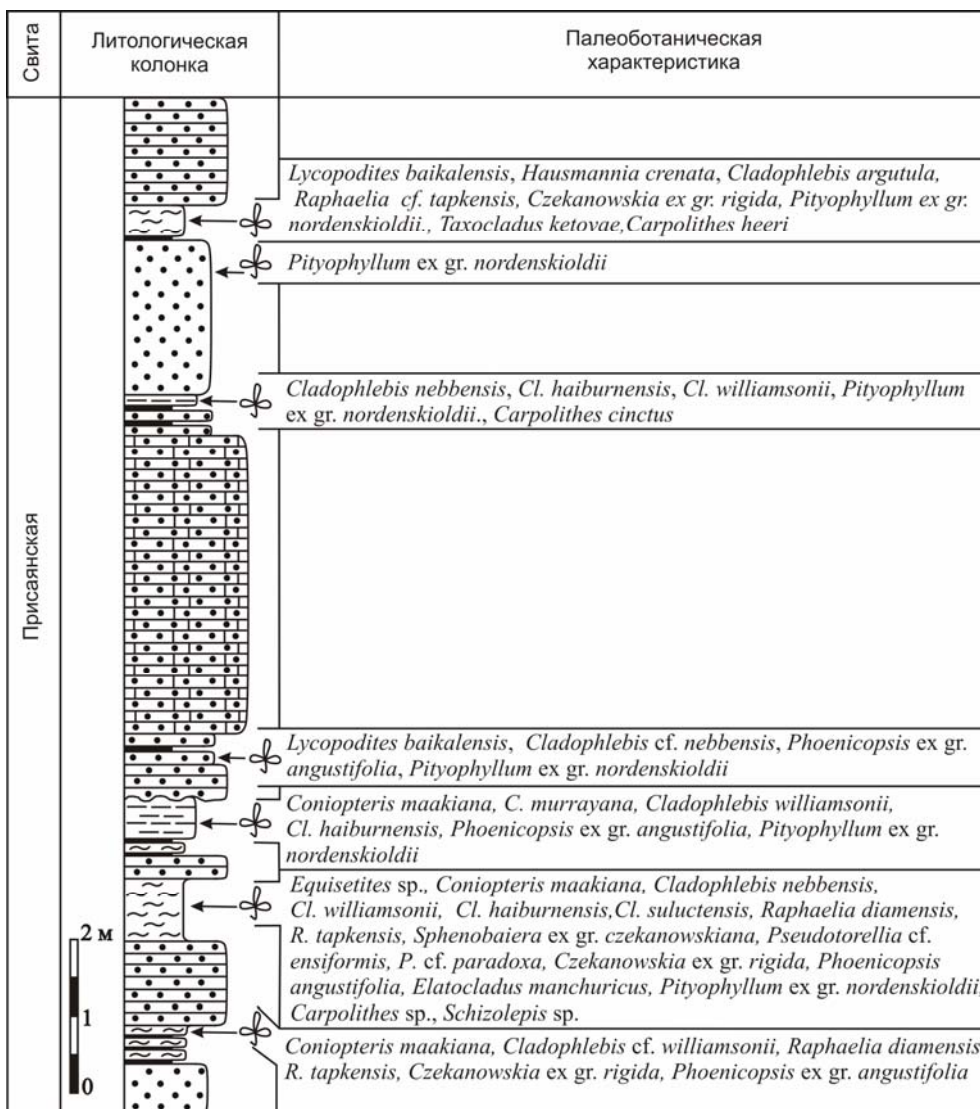 Свита
Литологическая
колонка
Палеоботаническая
характеристика
Присаянская
Lycopodites baikalensis, Hausmannia crenata, Cladophlebis argutula,
Raphaelia cf. tapkensis, Czekanowskia ex gr. rigida, Pityophyllum ex gr.
nordenskioldii., Taxocladus ketovae,Carpolithes heeri
Pityophyllum ex gr. nordenskioldii
Cladophlebis nebbensis, Cl. haiburnensis, Cl. williamsonii, Pityophyllum
ex gr. nordenskioldii., Carpolithes cinctus
Lycopodites baikalensis, Cladophlebis cf. nebbensis, Phoenicopsis ex gr.
angustifolia, Pityophyllum ex gr. nordenskioldii
Coniopteris maakiana, C. murrayana, Cladophlebis williamsonii,
Cl. haiburnensis, Phoenicopsis ex gr. angustifolia, Pityophyllum ex gr.
nordenskioldii
Equisetites sp., Coniopteris maakiana, Cladophlebis nebbensis,
Cl. williamsonii, Cl. haiburnensis,Cl. suluctensis, Raphaelia diamensis,
R. tapkensis, Sphenobaiera ex gr. czekanowskiana, Pseudotorellia cf.
ensiformis, P. cf. paradoxa, Czekanowskia ex gr. rigida, Phoenicopsis
angustifolia, Elatocladus manchuricus, Pityophyllum ex gr. nordenskioldii,
Carpolithes sp., Schizolepis sp.
Coniopteris maakiana, Cladophlebis cf. williamsonii, Raphaelia diamensis
R. tapkensis, Czekanowskia ex gr. rigida, Phoenicopsis ex gr. angustifolia
2 м
1
0